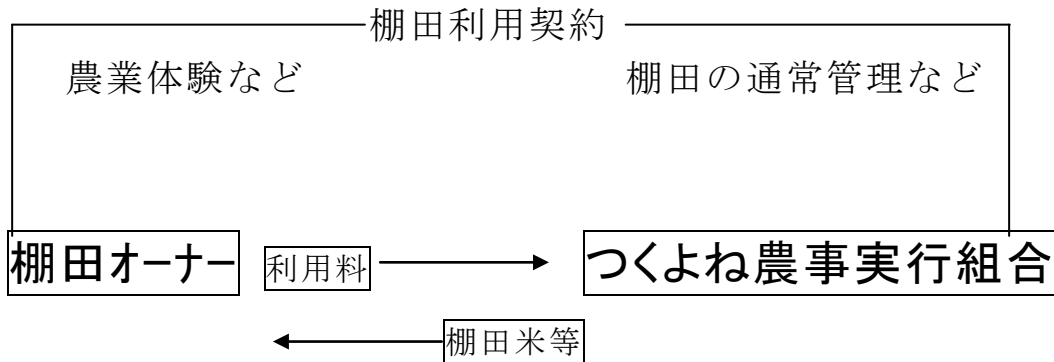 棚田利用契約
農業体験など
棚田の通常管理など
棚田オーナー
利用料
つくよね農事実行組合
棚田米等